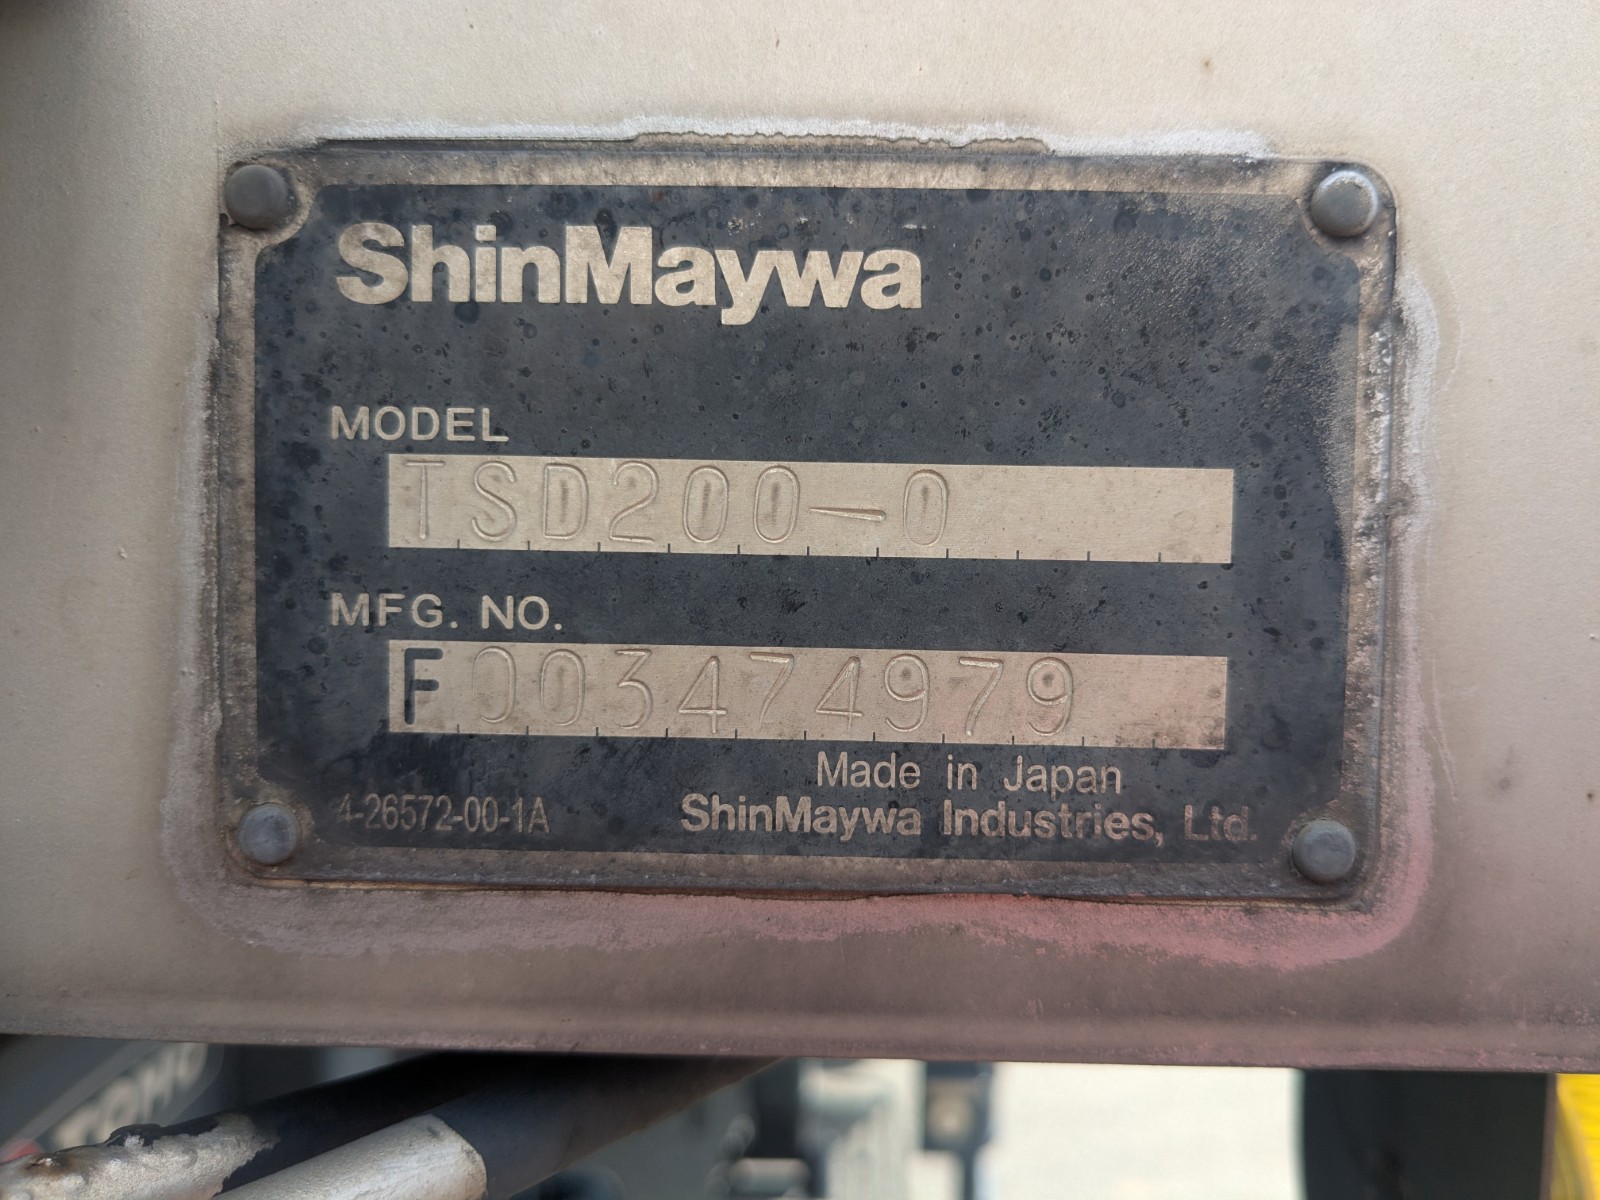 ShinMaywa
MODEL
TSD200-0
MFG. NO.
F003474979
Made in Japan
4-26572-00-1A
ShinMaywa Industries, Ltd.